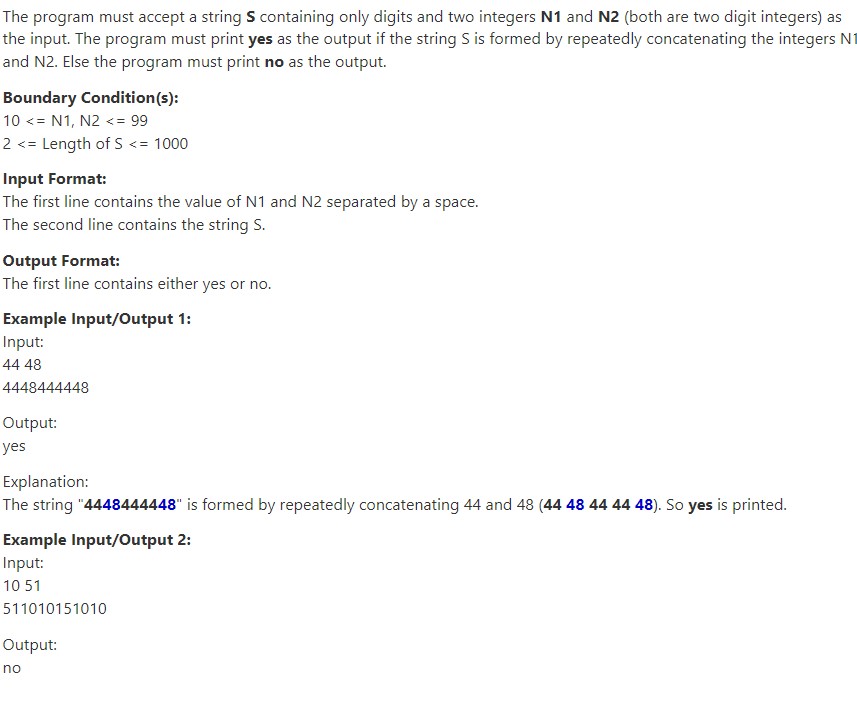 The program must accept a string S containing only digits and two integers N1 and N2 (both are two digit integers) as
the input. The program must print yes as the output if the string S is formed by repeatedly concatenating the integers N1
and N2. Else the program must print no as the output.
Boundary Condition(s):
10 <= N1, N2 <= 99
2 <= Length of S <= 1000
Input Format:
The first line contains the value of N1 and N2 separated by a space.
The second line contains the string S.
Output Format:
The first line contains either yes or no.
Example Input/Output 1:
Input:
44 48
4448444448
Output:
yes
Explanation:
The string "4448444448" is formed by repeatedly concatenating 44 and 48 (44 48 44 44 48). So yes is printed.
Example Input/Output 2:
Input:
10 51
511010151010
Output:
no